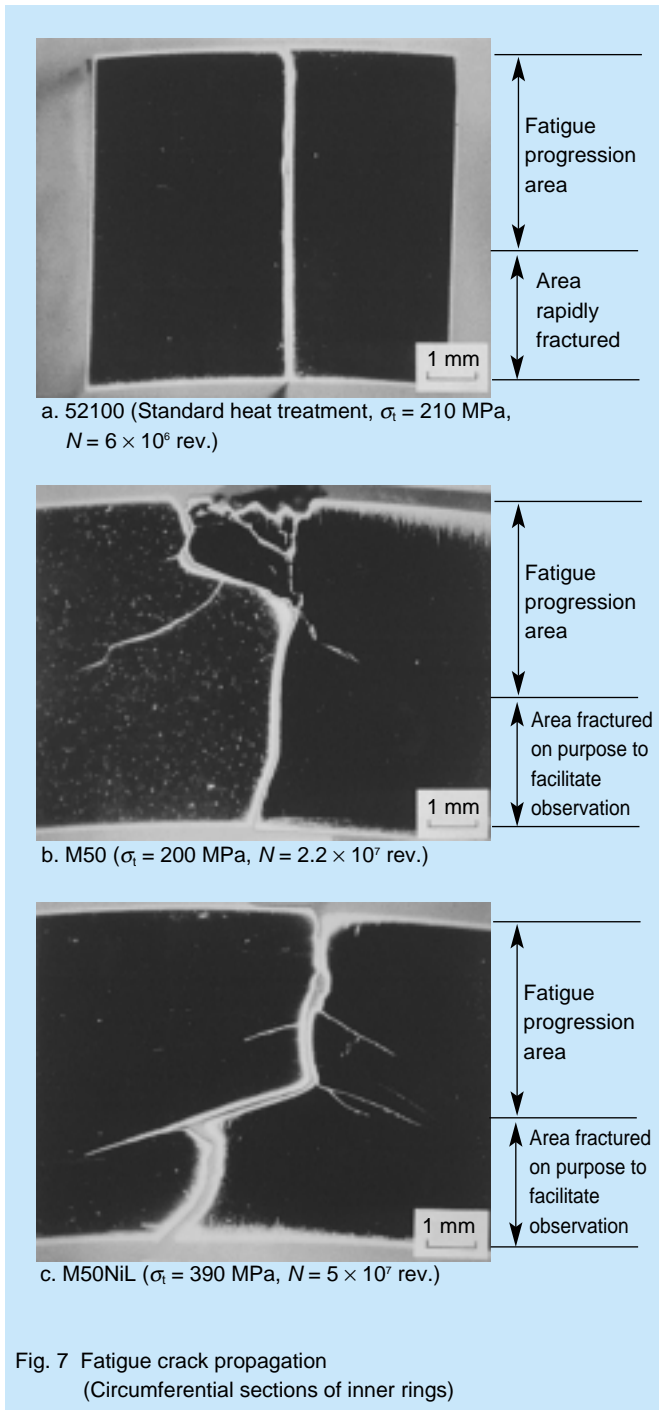 Fatigue
progression
area
Area
rapidly
fractured
1 mm
a. 52100 (Standard heat treatment, σt = 210 MPa,
N = 6 × 10⁶ rev.)
Fatigue
progression
area
Area fractured
on purpose to
facilitate
observation
1 mm
b. M50 (σt = 200 MPa, N = 2.2 × 10⁷ rev.)
Fatigue
progression
area
Area fractured
on purpose to
facilitate
observation
1 mm
c. M50NiL (σt = 390 MPa, N = 5 × 10⁷ rev.)
Fig. 7 Fatigue crack propagation
(Circumferential sections of inner rings)